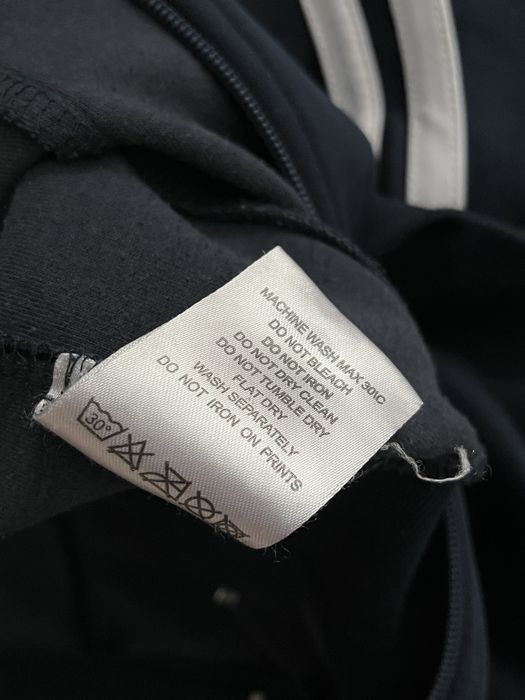 MACHINE WASH MAX 301C
DO NOT BLEACH
DO NOT IRON
DO NOT DRY CLEAN
DO NOT TUMBLE DRY
FLAT DRY
WASH SEPARATELY
DO NOT IRON ON PRINTS
30°